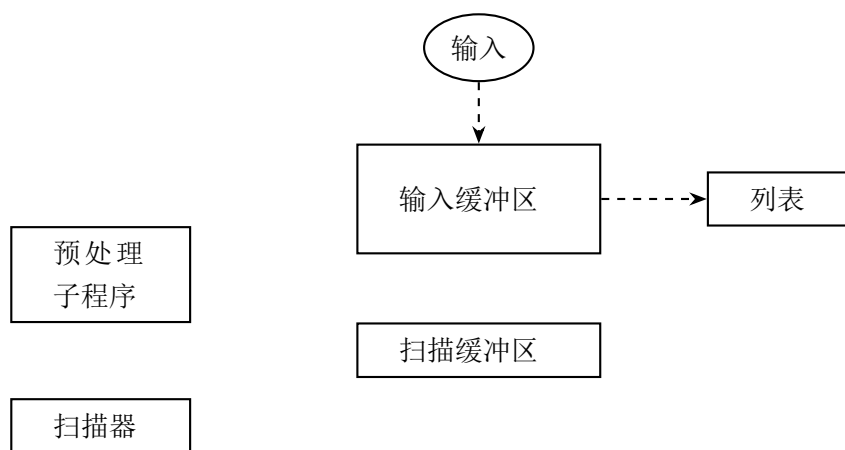 输入
输入缓冲区
列表
预处理
子程序
扫描缓冲区
扫描器